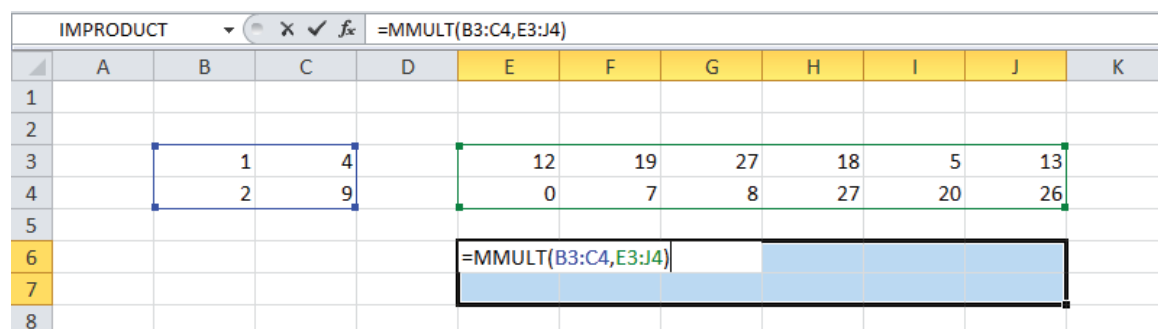 IMPRODUCT fx =MMULT(B3:C4,E3:J4)
A B C D E F G H I J K
1
2
3 1 4 12 19 27 18 5 13
4 2 9 0 7 8 27 20 26
5
6 =MMULT(B3:C4,E3:J4)
7
8